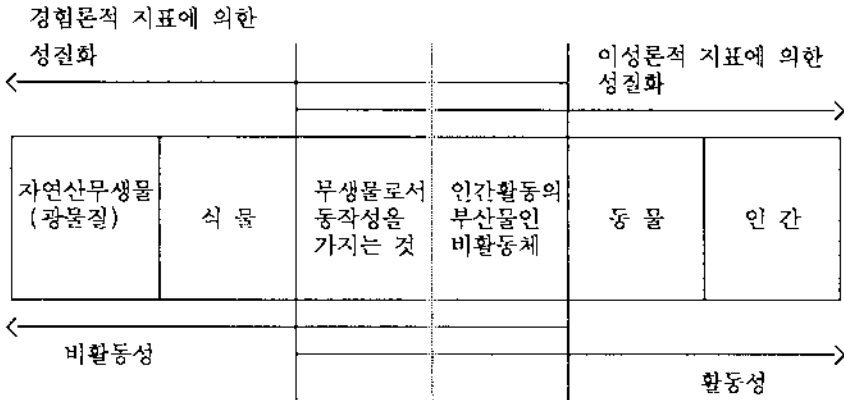 경험론적 지표에 의한
성질화
이성론적 지표에 의한
성질화
자연산무생물
(광물질)
식 물
무생물로서
동작성을
가지는 것
인간활동의
부산물인
비활동체
동 물
인 간
비활동성
활동성